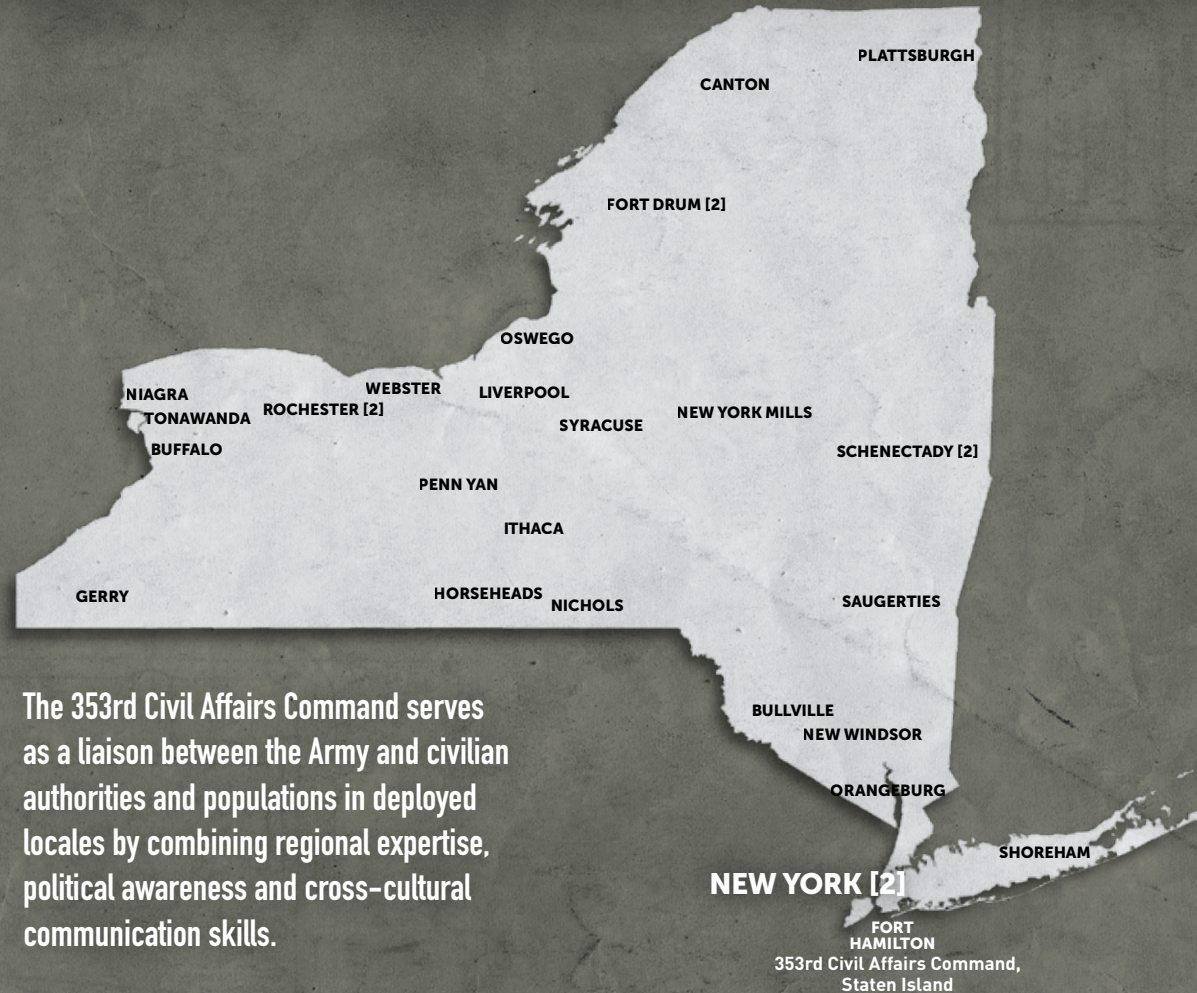 PLATTSBURGH
CANTON
FORT DRUM [2]
OSWEGO
NIAGRA
WEBSTER
LIVERPOOL
TONAWANDA
ROCHESTER [2]
SYRACUSE
NEW YORK MILLS
BUFFALO
SCHENECTADY [2]
PENN YAN
ITHACA
GERRY
HORSEHEADS
NICHOLS
SAUGERTIES
The 353rd Civil Affairs Command serves
as a liaison between the Army and civilian
authorities and populations in deployed
locales by combining regional expertise,
political awareness and cross-cultural
communication skills.
BULLVILLE
NEW WINDSOR
ORANGEBURG
SHOREHAM
NEW YORK [2]
FORT
HAMILTON
353rd Civil Affairs Command,
Staten Island